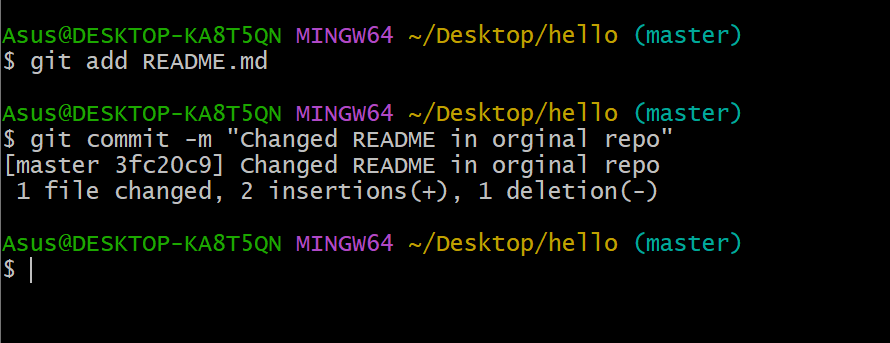 Asus@DESKTOP-KA8T5QN MINGW64 ~/Desktop/hello (master)
$ git add README.md
Asus@DESKTOP-KA8T5QN MINGW64 ~/Desktop/hello (master)
$ git commit -m "Changed README in orginal repo"
[master 3fc20c9] Changed README in orginal repo
 1 file changed, 2 insertions(+), 1 deletion(-)
Asus@DESKTOP-KA8T5QN MINGW64 ~/Desktop/hello (master)
$